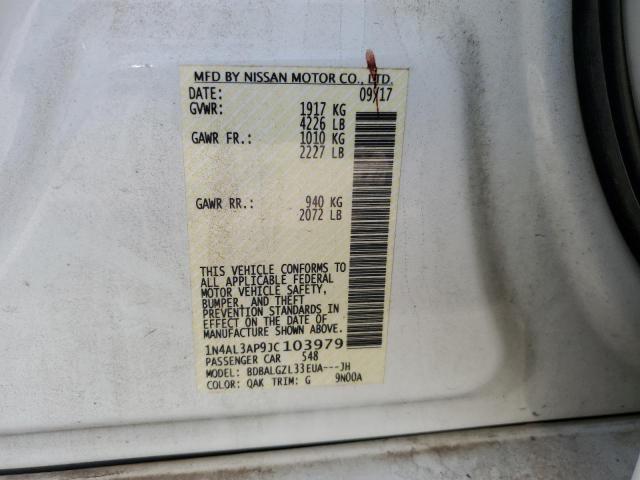 MFD BY NISSAN MOTOR CO., LTD.
DATE: 09/17
GVWR: 1917 KG
4226 LB
GAWR FR.: 1010 KG
2227 LB
GAWR RR.: 940 KG
2072 LB
THIS VEHICLE CONFORMS TO
ALL APPLICABLE FEDERAL
MOTOR VEHICLE SAFETY,
BUMPER, AND THEFT
PREVENTION STANDARDS
IN EFFECT ON THE DATE OF
MANUFACTURE SHOWN ABOVE.
1N4AL3AP9JC103979
PASSENGER CAR 548
MODEL: BDBALGZL33EUA---JH
COLOR: QAK TRIM: G 9N00A